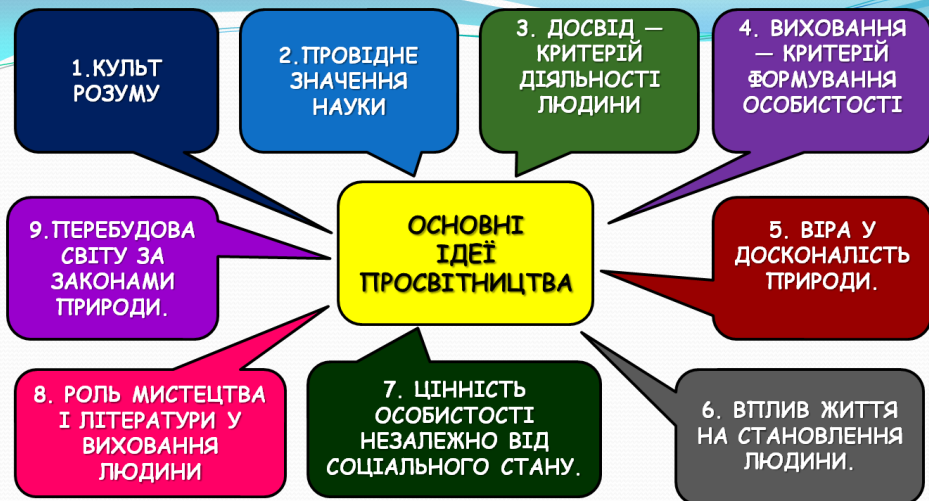 1.КУЛЬТ
РОЗУМУ
2.ПРОВІДНЕ
ЗНАЧЕННЯ
НАУКИ
3. ДОСВІД —
КРИТЕРІЙ
ДІЯЛЬНОСТІ
ЛЮДИНИ
4. ВИХОВАННЯ
— КРИТЕРІЙ
ФОРМУВАННЯ
ОСОБИСТОСТІ
ОСНОВНІ
ІДЕЇ
ПРОСВІТНИЦТВА
5. ВІРА У
ДОСКОНАЛІСТЬ
ПРИРОДИ.
6. ВПЛИВ ЖИТТЯ
НА СТАНОВЛЕННЯ
ЛЮДИНИ.
7. ЦІННІСТЬ
ОСОБИСТОСТІ
НЕЗАЛЕЖНО ВІД
СОЦІАЛЬНОГО СТАНУ.
8. РОЛЬ МИСТЕЦТВА
І ЛІТЕРАТУРИ У
ВИХОВАННЯ
ЛЮДИНИ
9.ПЕРЕБУДОВА
СВІТУ ЗА
ЗАКОНАМИ
ПРИРОДИ.